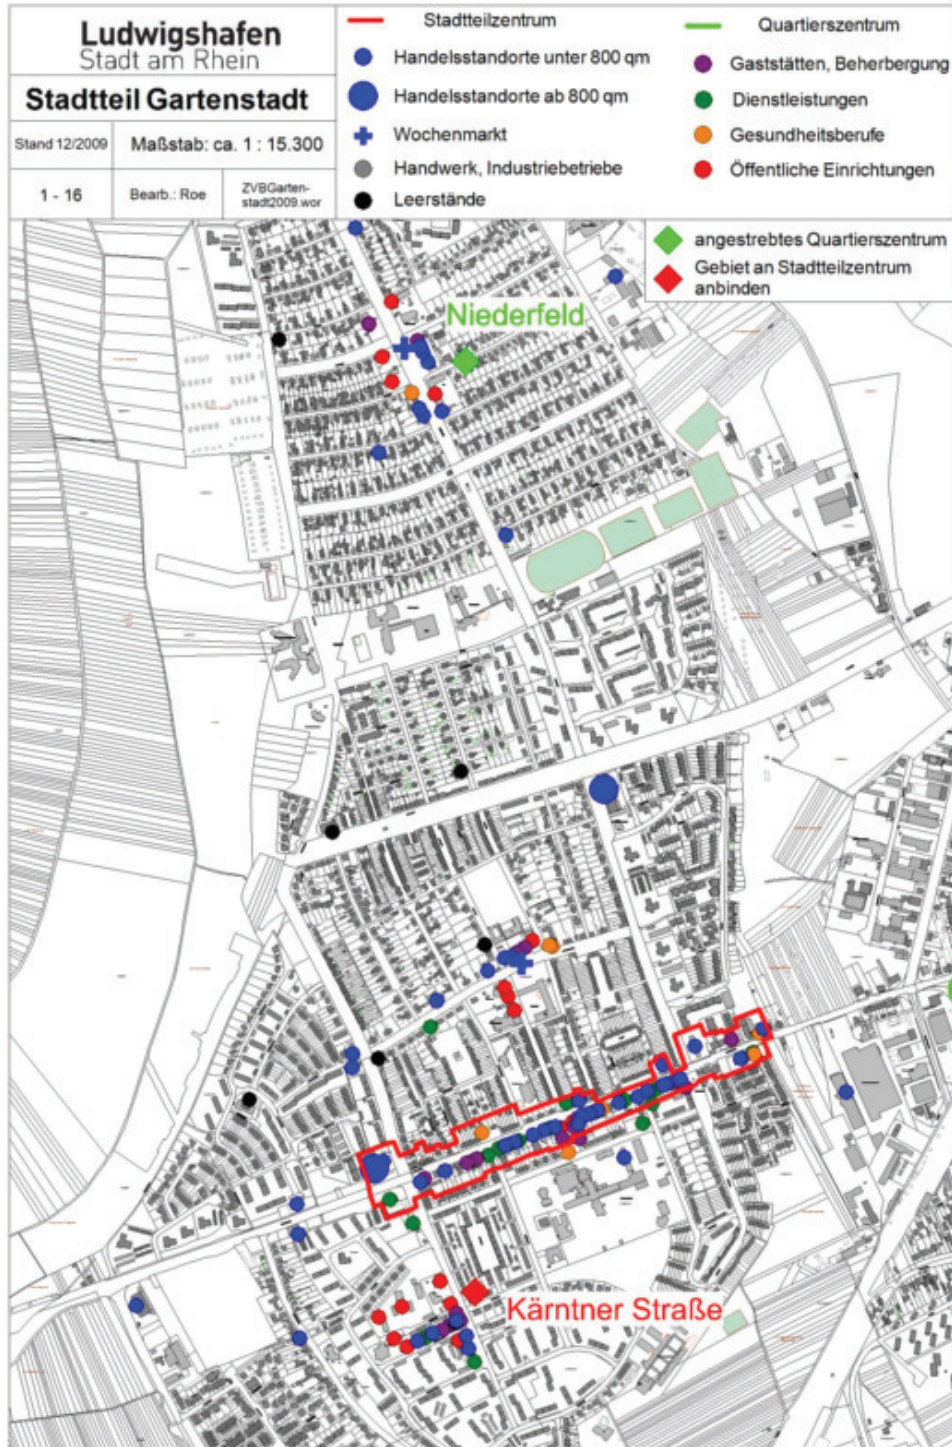 Ludwigshafen
Stadt am Rhein
Stadtteil Gartenstadt
Stand 12/2009
Maßstab: ca. 1 : 15.300
1 - 16
Bearb.: Roe
ZVBGarten-
stadt2009.wor
Stadtteilzentrum
Handelsstandorte unter 800 qm
Handelsstandorte ab 800 qm
Wochenmarkt
Handwerk, Industriebetriebe
Leerstände
Quartierszentrum
Gaststätten, Beherbergung
Dienstleistungen
Gesundheitsberufe
Öffentliche Einrichtungen
angestrebtes Quartierszentrum
Gebiet an Stadtteilzentrum
anbinden
Niederfeld
Kärntner Straße